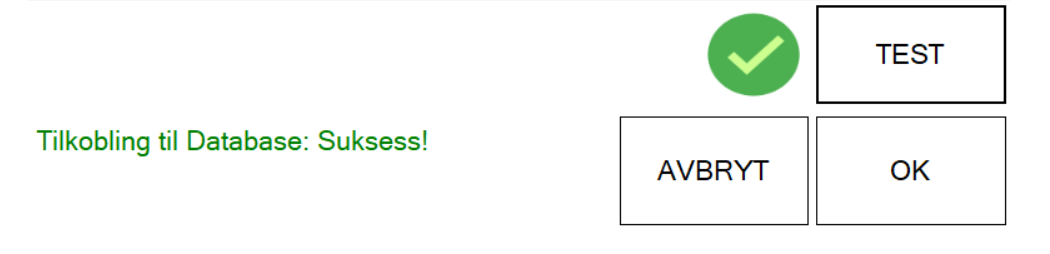 TEST
Tilkobling til Database: Suksess!
AVBRYT
OK